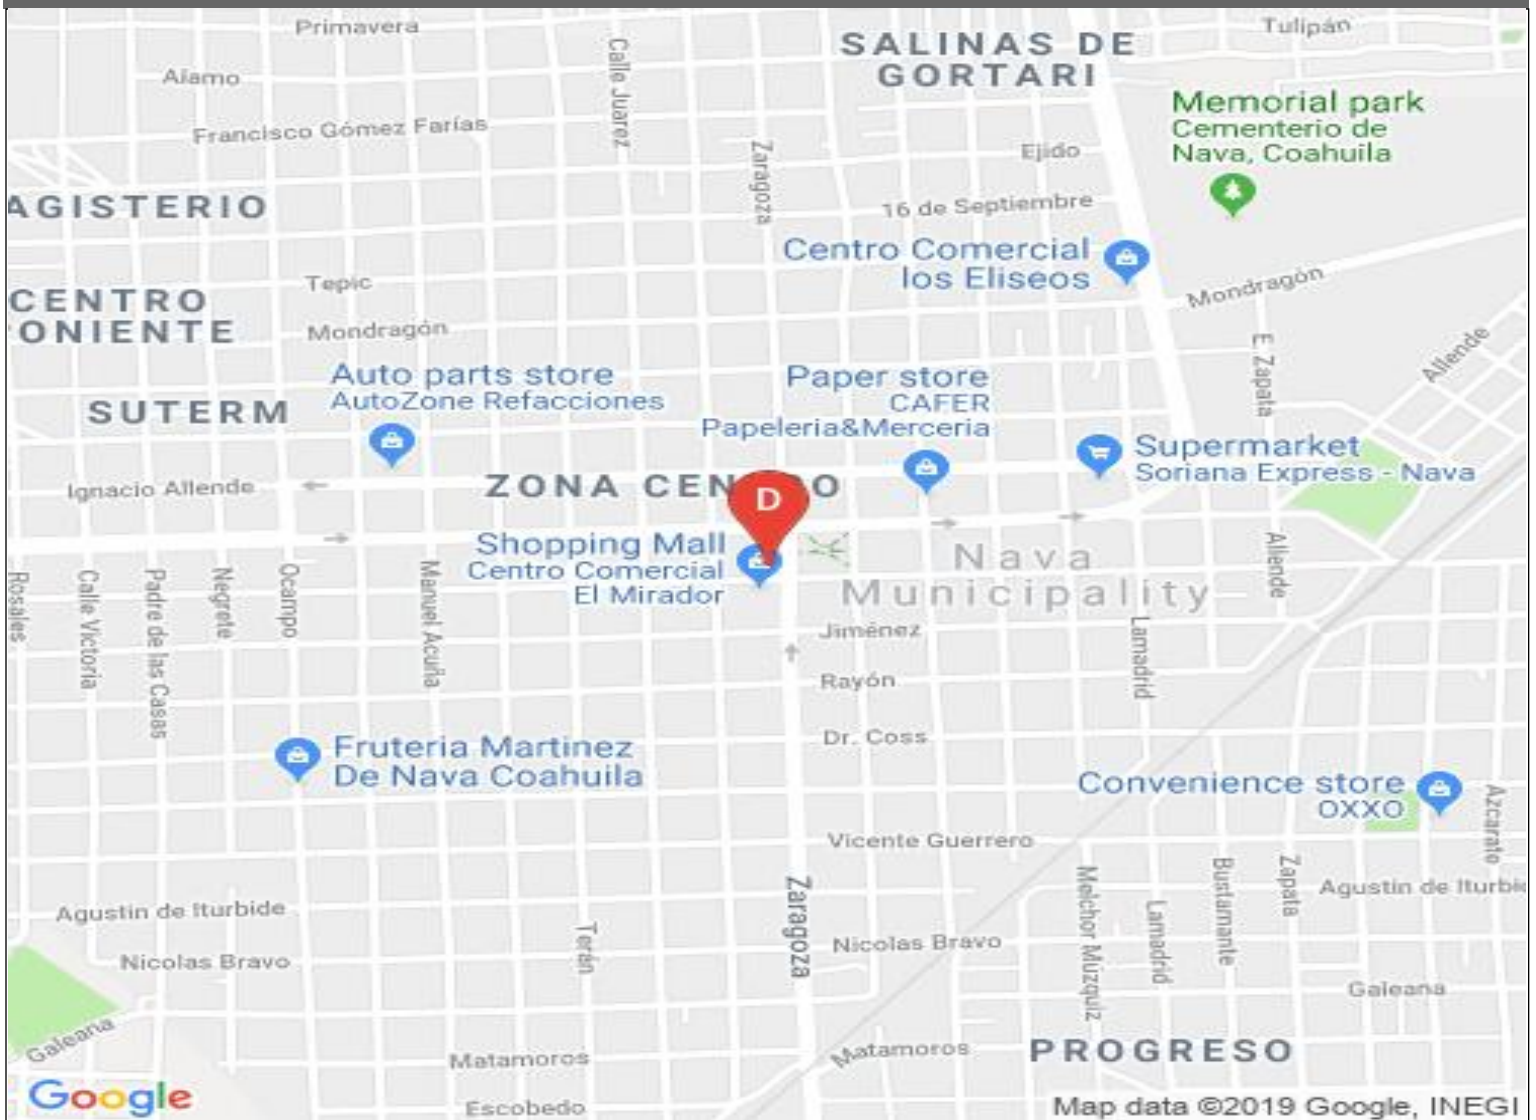 Primavera
Tulipán
SALINAS DE
GORTARI
Alamo
Calle Juarez
Francisco Gómez Farías
Memorial park
Cementerio de
Nava, Coahuila
Zaragoza
Ejido
AGISTERIO
16 de Septiembre
Centro Comercial
los Eliseos
Tepic
Mondragón
CENTRO
ONIENTE
Mondragón
E Zapata
Allende
Auto parts store
AutoZone Refacciones
Paper store
CAFER
Papeleria&Merceria
SUTERM
Supermarket
Soriana Express - Nava
Ignacio Allende
ZONA CEN
O
D
Shopping Mall
Centro Comercial
El Mirador
Nava
Municipality
Allende
Rosales
Calle Victoria
Padre de las Casas
Negrete
Ocampo
Manuel Acuña
Jiménez
Lamadrid
Rayón
Dr. Coss
Fruteria Martinez
De Nava Coahuila
Convenience store
OXXO
Azcarate
Vicente Guerrero
Zaragoza
Melchor Muzquiz
Lamadrid
Bustamante
Zapata
Agustin de Iturbid
Agustin de Iturbide
Terán
Nicolas Bravo
Nicolas Bravo
Galeana
Galeana
Matamoros
Matamoros
PROGRESO
Google
Escobedo
Map data ©2019 Google, INEGI